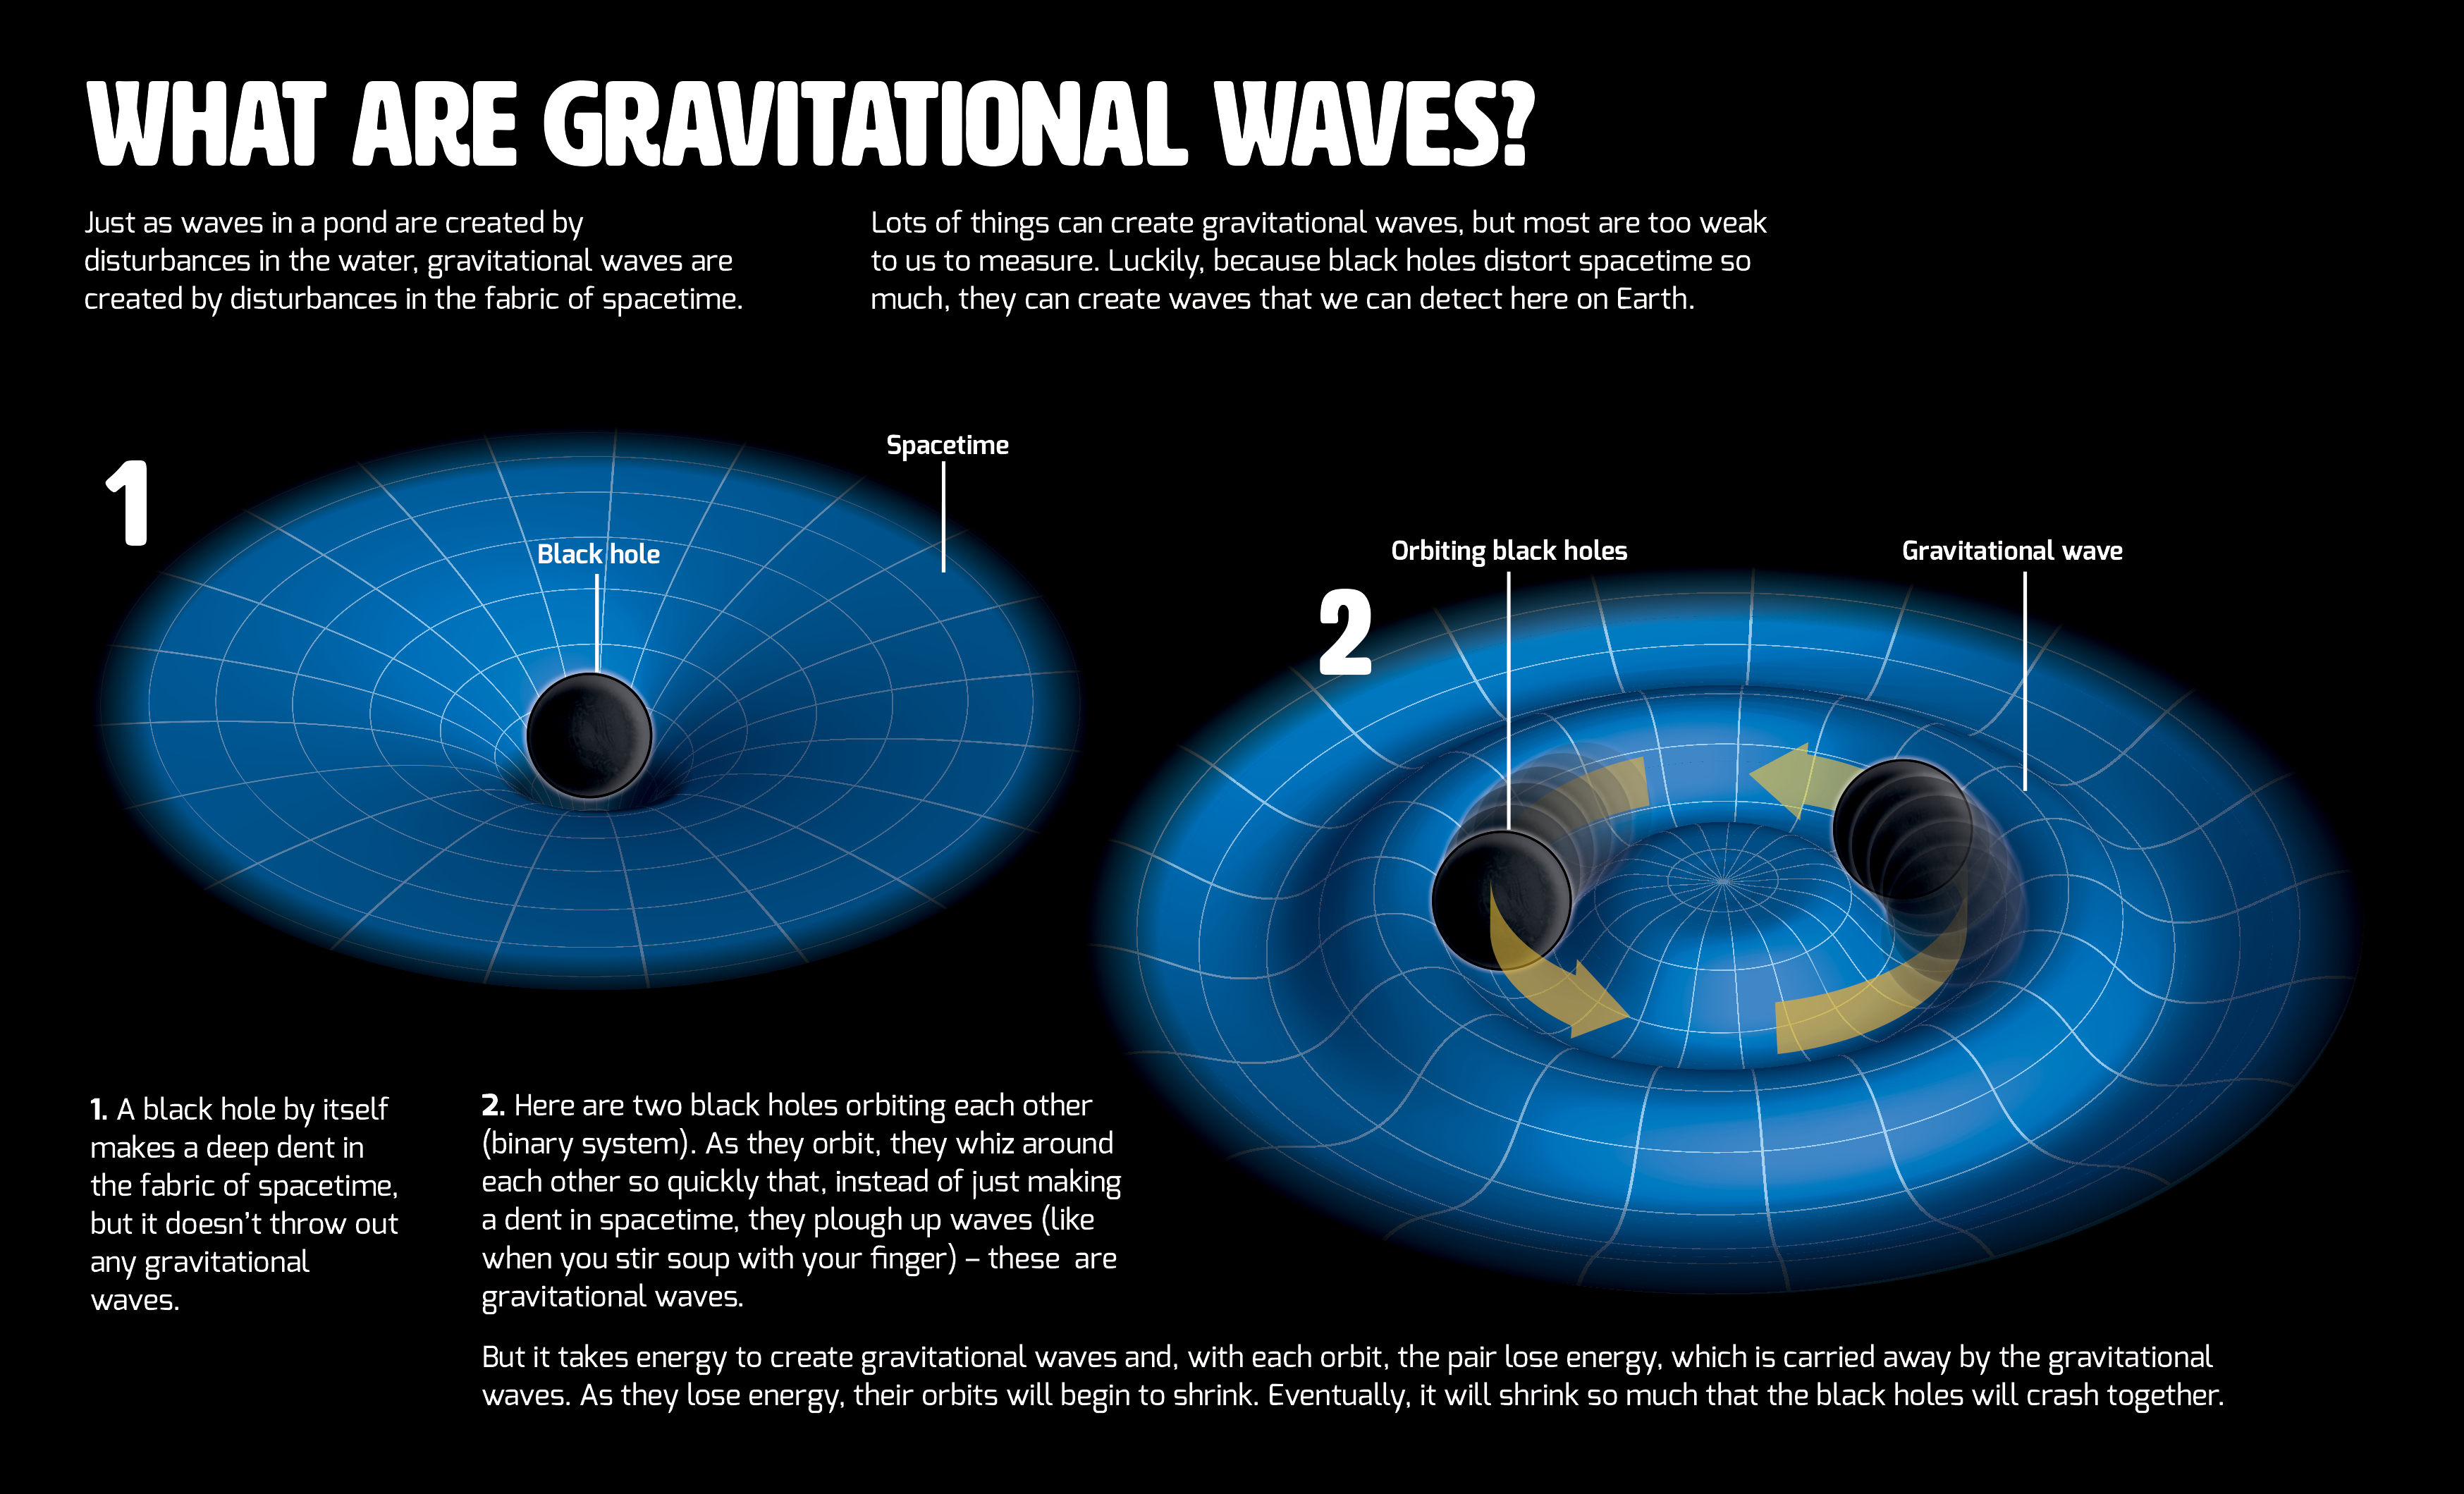 WHAT ARE GRAVITATIONAL WAVES?
Just as waves in a pond are created by
disturbances in the water, gravitational waves are
created by disturbances in the fabric of spacetime.
Lots of things can create gravitational waves, but most are too weak
to us to measure. Luckily, because black holes distort spacetime so
much, they can create waves that we can detect here on Earth.
1
Spacetime
Black hole
2
Orbiting black holes
Gravitational wave
1. A black hole by itself
makes a deep dent in
the fabric of spacetime,
but it doesn’t throw out
any gravitational
waves.
2. Here are two black holes orbiting each other
(binary system). As they orbit, they whiz around
each other so quickly that, instead of just making
a dent in spacetime, they plough up waves (like
when you stir soup with your finger) – these are
gravitational waves.
But it takes energy to create gravitational waves and, with each orbit, the pair lose energy, which is carried away by the gravitational
waves. As they lose energy, their orbits will begin to shrink. Eventually, it will shrink so much that the black holes will crash together.